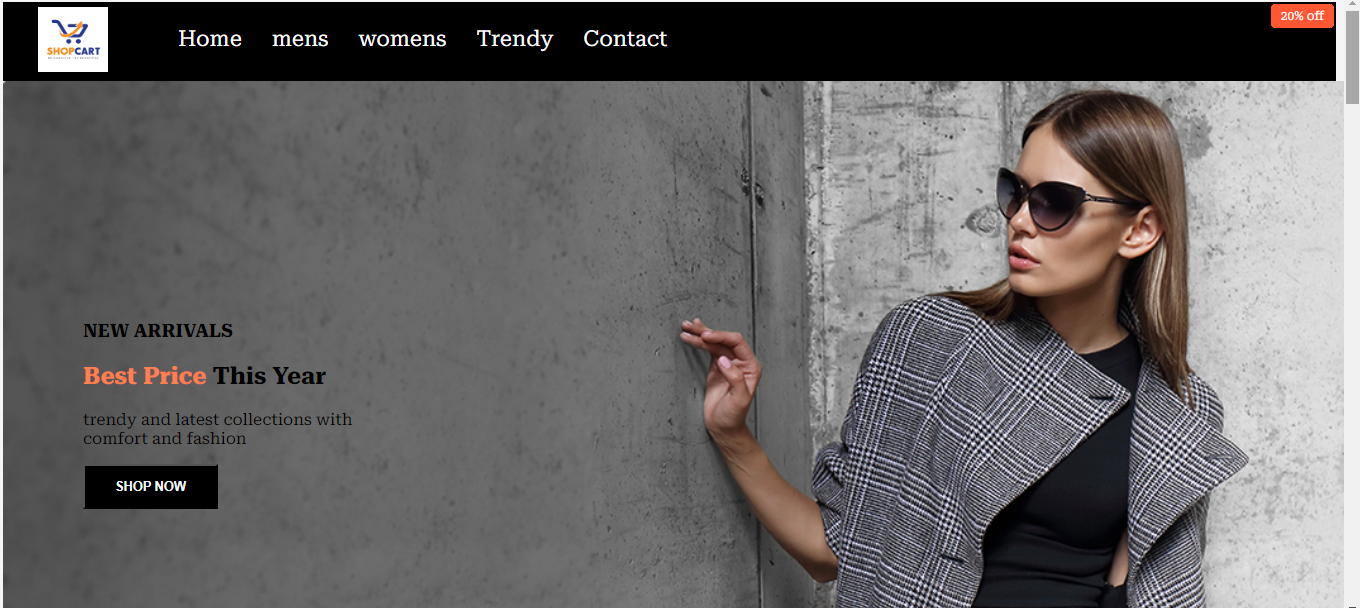 20% off
SHOPCART
Home mens womens Trendy Contact
NEW ARRIVALS
Best Price This Year
trendy and latest collections with
comfort and fashion
SHOP NOW